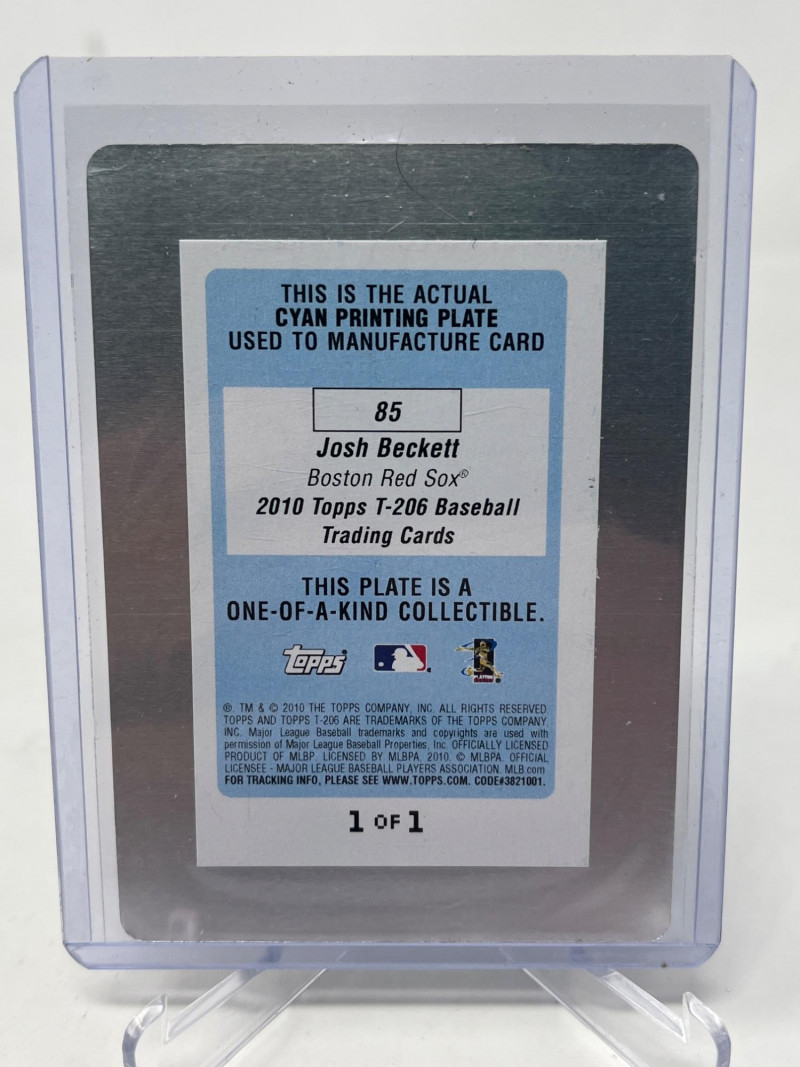 THIS IS THE ACTUAL
CYAN PRINTING PLATE
USED TO MANUFACTURE CARD
85
Josh Beckett
Boston Red Sox®
2010 Topps T-206 Baseball
Trading Cards
THIS PLATE IS A
ONE-OF-A-KIND COLLECTIBLE.
topps
®, TM & © 2010 THE TOPPS COMPANY, INC. ALL RIGHTS RESERVED
TOPPS AND TOPPS T-206 ARE TRADEMARKS OF THE TOPPS COMPANY,
INC. Major League Baseball trademarks and copyrights are used with
permission of Major League Baseball Properties, Inc. OFFICIALLY LICENSED
PRODUCT OF MLBP. LICENSED BY MLBPA, 2010. © MLBPA. OFFICIAL
LICENSEE - MAJOR LEAGUE BASEBALL PLAYERS ASSOCIATION. MLB.com
FOR TRACKING INFO, PLEASE SEE WWW.TOPPS.COM. CODE#3821001.
1 OF 1